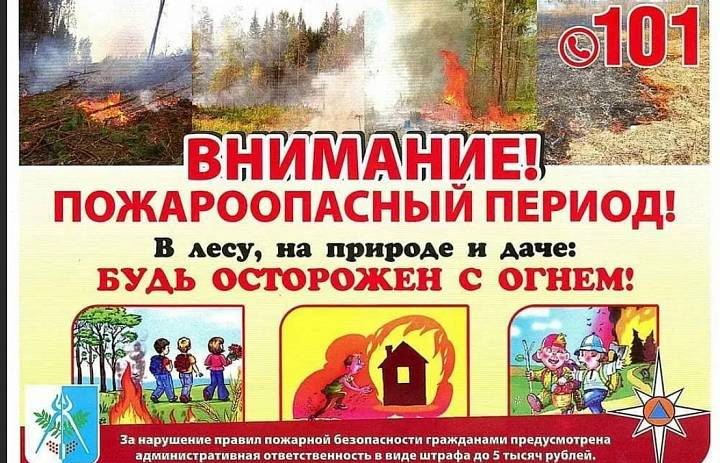 101
ВНИМАНИЕ!
ПОЖАРООПАСНЫЙ ПЕРИОД!
В лесу, на природе и даче:
БУДЬ ОСТОРОЖЕН С ОГНЕМ!
За нарушение правил пожарной безопасности гражданами предусмотрена
административная ответственность в виде штрафа до 5 тысяч рублей.